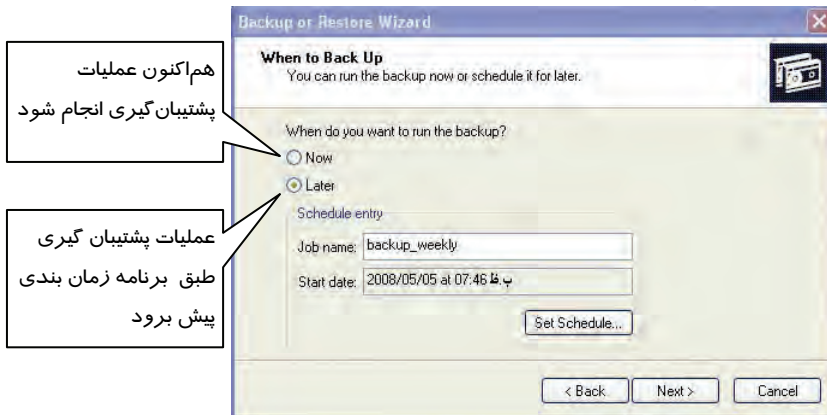 Backup or Restore Wizard
When to Back Up
You can run the backup now or schedule it for later.
هم‌اکنون عملیات
پشتیبان‌گیری انجام شود
When do you want to run the backup?
Now
Later
Schedule entry
عملیات پشتیبان گیری
طبق برنامه زمان بندی
پیش برود
Job name: backup_weekly
Start date: 2008/05/05 at 07:46 ب.ظ
Set Schedule...
< Back
Next >
Cancel